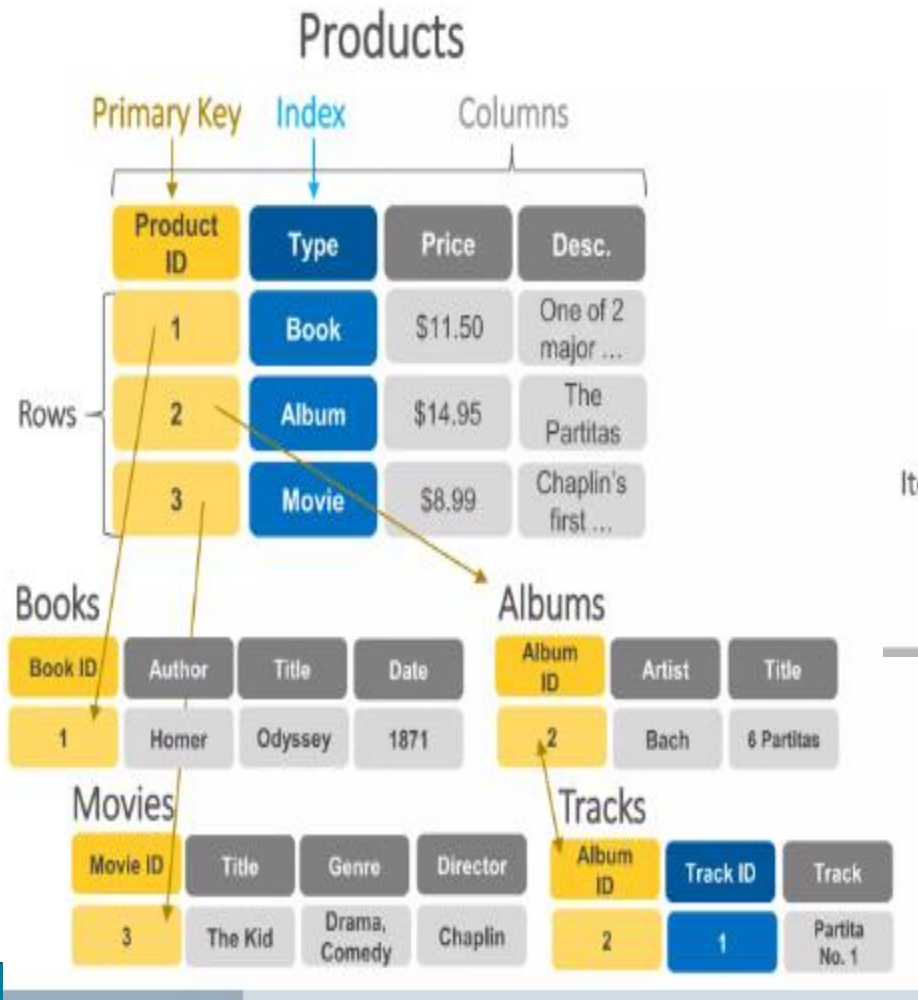 Products
Primary Key Index Columns
Product ID Type Price Desc.
Rows
1 Book $11.50 One of 2 major ...
2 Album $14.95 The Partitas
3 Movie $8.99 Chaplin's first ...
Books
Book ID Author Title Date
1 Homer Odyssey 1871
Albums
Album ID Artist Title
2 Bach 6 Partitas
Movies
Movie ID Title Genre Director
3 The Kid Drama, Comedy Chaplin
Tracks
Album ID Track ID Track
2 1 Partita No. 1